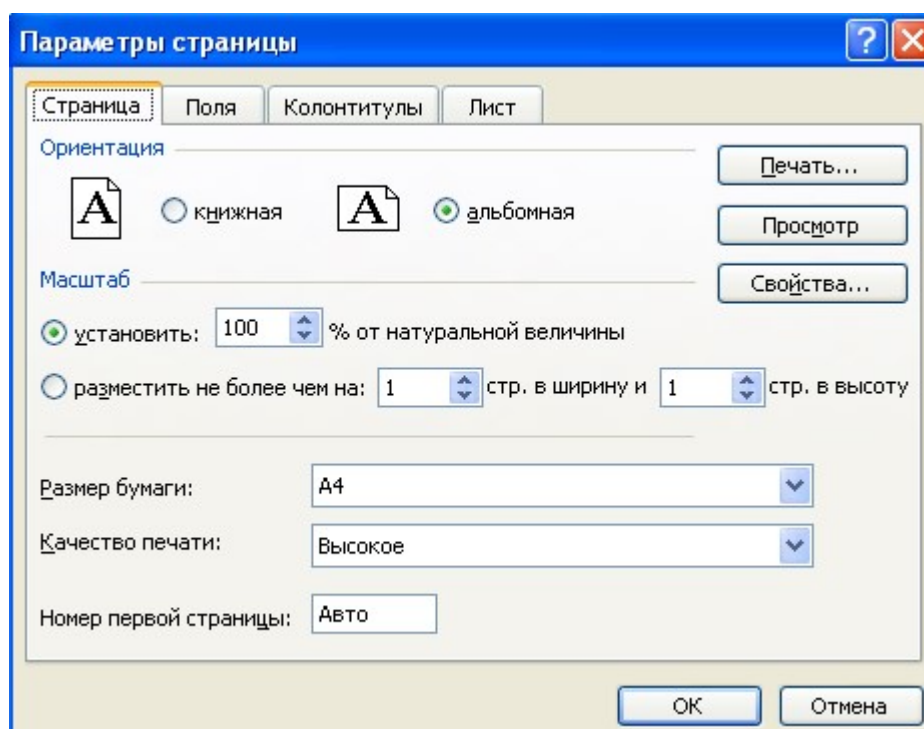 Параметры страницы
Страница Поля Колонтитулы Лист
Ориентация
Печать...
A книжная A альбомная
Просмотр
Масштаб
Свойства...
установить: 100 % от натуральной величины
разместить не более чем на: 1 стр. в ширину и 1 стр. в высоту
Размер бумаги: A4
Качество печати: Высокое
Номер первой страницы: Авто
ОК Отмена